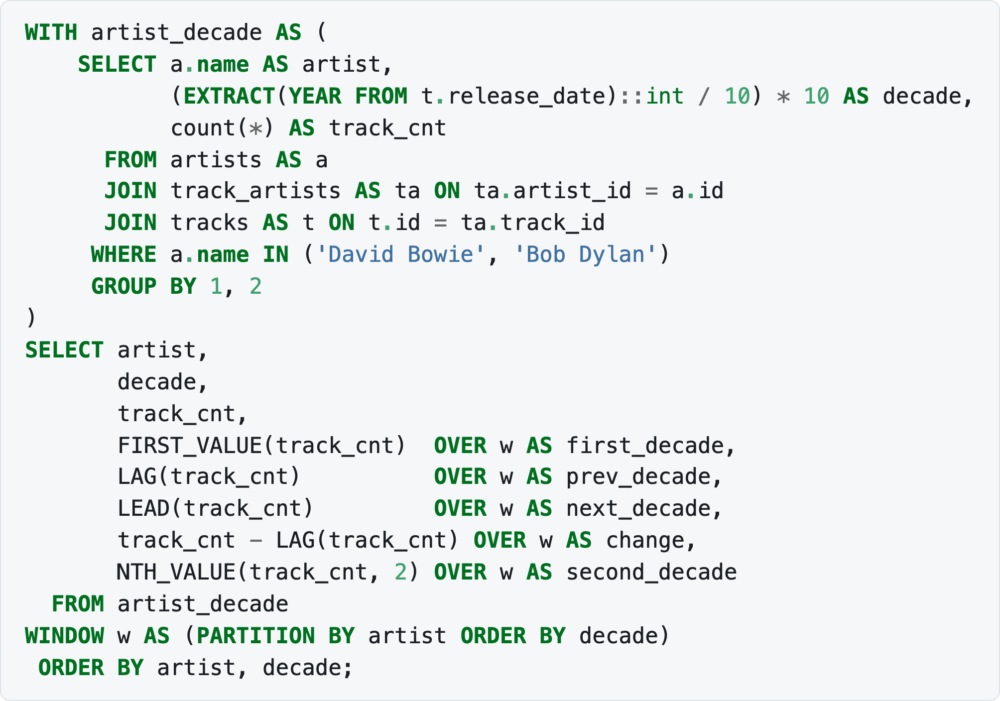 WITH artist_decade AS (
    SELECT a.name AS artist,
           (EXTRACT(YEAR FROM t.release_date)::int / 10) * 10 AS decade,
           count(*) AS track_cnt
      FROM artists AS a
      JOIN track_artists AS ta ON ta.artist_id = a.id
      JOIN tracks AS t ON t.id = ta.track_id
     WHERE a.name IN ('David Bowie', 'Bob Dylan')
     GROUP BY 1, 2
)
SELECT artist,
       decade,
       track_cnt,
       FIRST_VALUE(track_cnt)  OVER w AS first_decade,
       LAG(track_cnt)          OVER w AS prev_decade,
       LEAD(track_cnt)         OVER w AS next_decade,
       track_cnt - LAG(track_cnt) OVER w AS change,
       NTH_VALUE(track_cnt, 2) OVER w AS second_decade
  FROM artist_decade
WINDOW w AS (PARTITION BY artist ORDER BY decade)
 ORDER BY artist, decade;